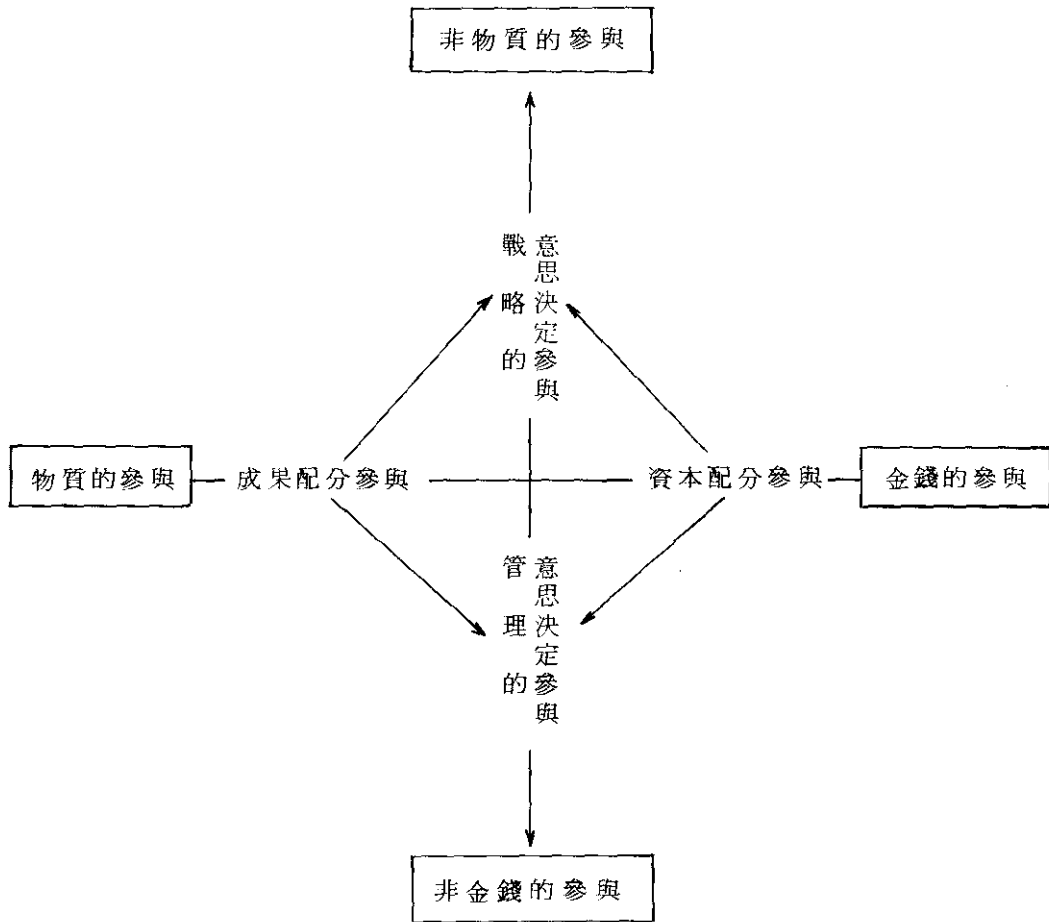 非物質的參與
戰略的
意思決定參與
物質的參與
成果配分參與
資本配分參與
金錢的參與
管理的
意思決定參與
非金錢的參與